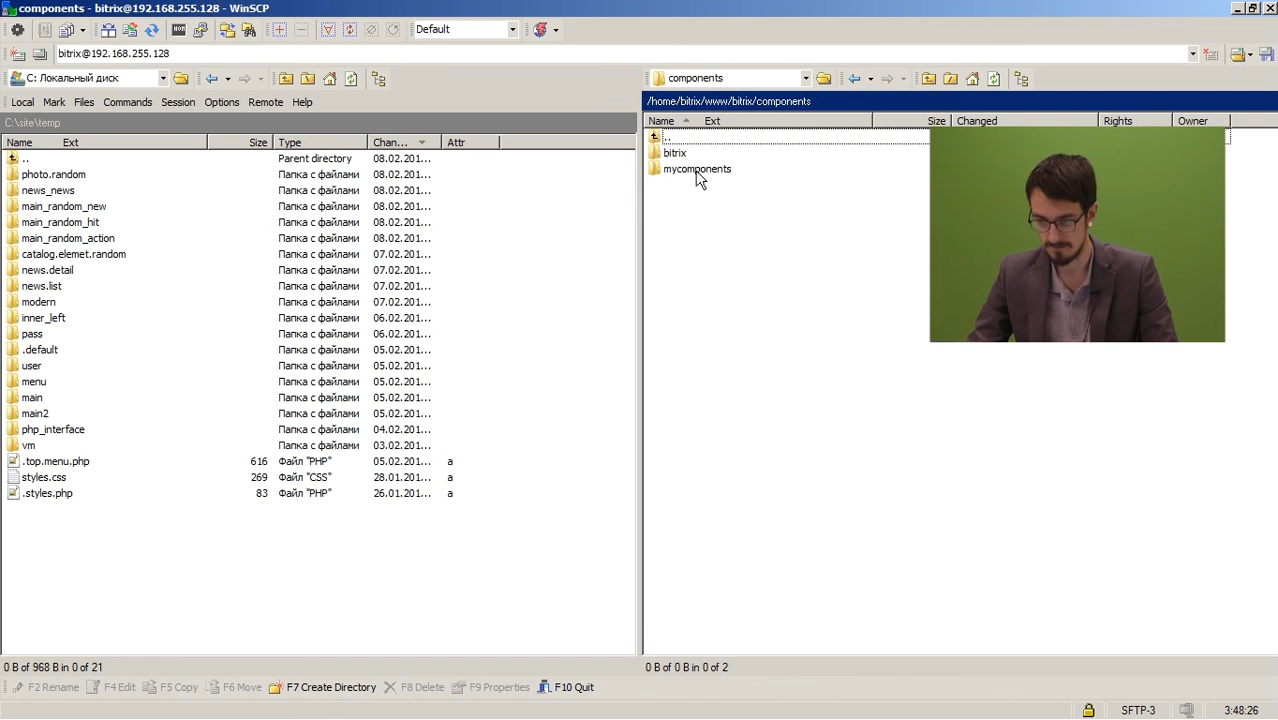 components - bitrix@192.168.255.128 - WinSCP
Default
bitrix@192.168.255.128
C: Локальный диск
components
Local Mark Files Commands Session Options Remote Help
/home/bitrix/www/bitrix/components
C:\site\temp
Name Ext Size Changed Rights Owner
Name Ext Size Type Chan... Attr
.. Parent directory 08.02.201...
photo.random Папка с файлами 08.02.201...
news_news Папка с файлами 08.02.201...
main_random_new Папка с файлами 08.02.201...
main_random_hit Папка с файлами 08.02.201...
main_random_action Папка с файлами 08.02.201...
catalog.elemet.random Папка с файлами 07.02.201...
news.detail Папка с файлами 07.02.201...
news.list Папка с файлами 07.02.201...
modern Папка с файлами 07.02.201...
inner_left Папка с файлами 06.02.201...
pass Папка с файлами 06.02.201...
.default Папка с файлами 05.02.201...
user Папка с файлами 05.02.201...
menu Папка с файлами 05.02.201...
main Папка с файлами 05.02.201...
main2 Папка с файлами 05.02.201...
php_interface Папка с файлами 04.02.201...
vm Папка с файлами 03.02.201...
.top.menu.php 616 Файл "PHP" 05.02.201... a
styles.css 269 Файл "CSS" 28.01.201... a
.styles.php 83 Файл "PHP" 26.01.201... a
..
bitrix
mycomponents
0 B of 968 B in 0 of 21
0 B of 0 B in 0 of 2
F2 Rename F4 Edit F5 Copy F6 Move F7 Create Directory F8 Delete F9 Properties F10 Quit
SFTP-3 3:48:26